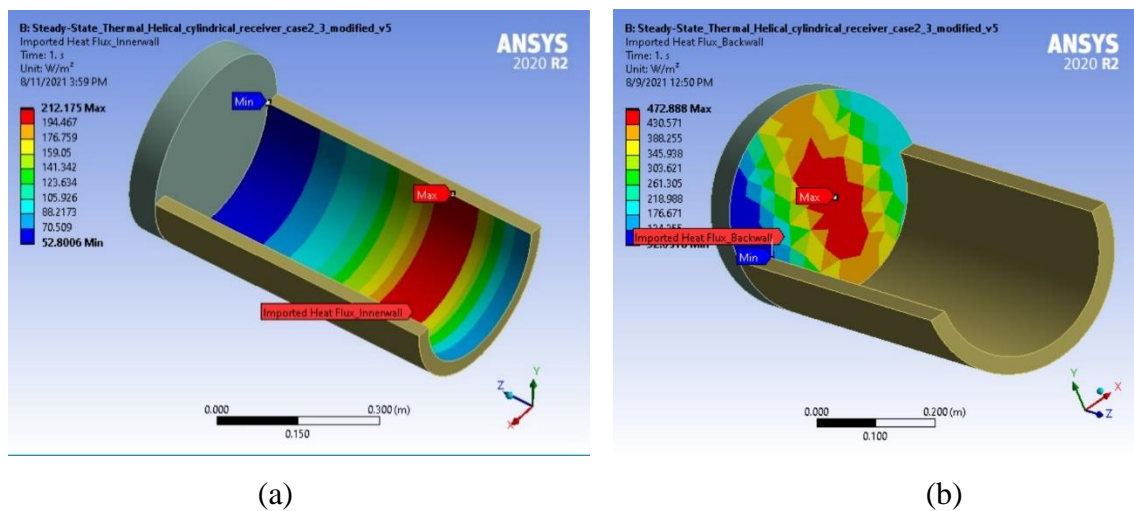 B: Steady-State_Thermal_Helical_cylindrical_receiver_case2_3_modified_v5
Imported Heat Flux_Innerwall
Time: 1. s
Unit: W/m²
8/11/2021 3:59 PM
ANSYS
2020 R2
212.175 Max
194.467
176.759
159.05
141.342
123.634
105.926
88.2173
70.509
52.8006 Min
Min
Max
Imported Heat Flux_Innerwall
0.000
0.300 (m)
0.150
Z
Y
X
(a)
B: Steady-State_Thermal_Helical_cylindrical_receiver_case2_3_modified_v5
Imported Heat Flux_Backwall
Time: 1. s
Unit: W/m²
8/9/2021 12:50 PM
ANSYS
2020 R2
472.888 Max
430.571
388.255
345.938
303.621
261.305
218.988
176.671
Min
Max
Imported Heat Flux_Backwall
Min
0.000
0.200 (m)
0.100
Y
X
Z
(b)